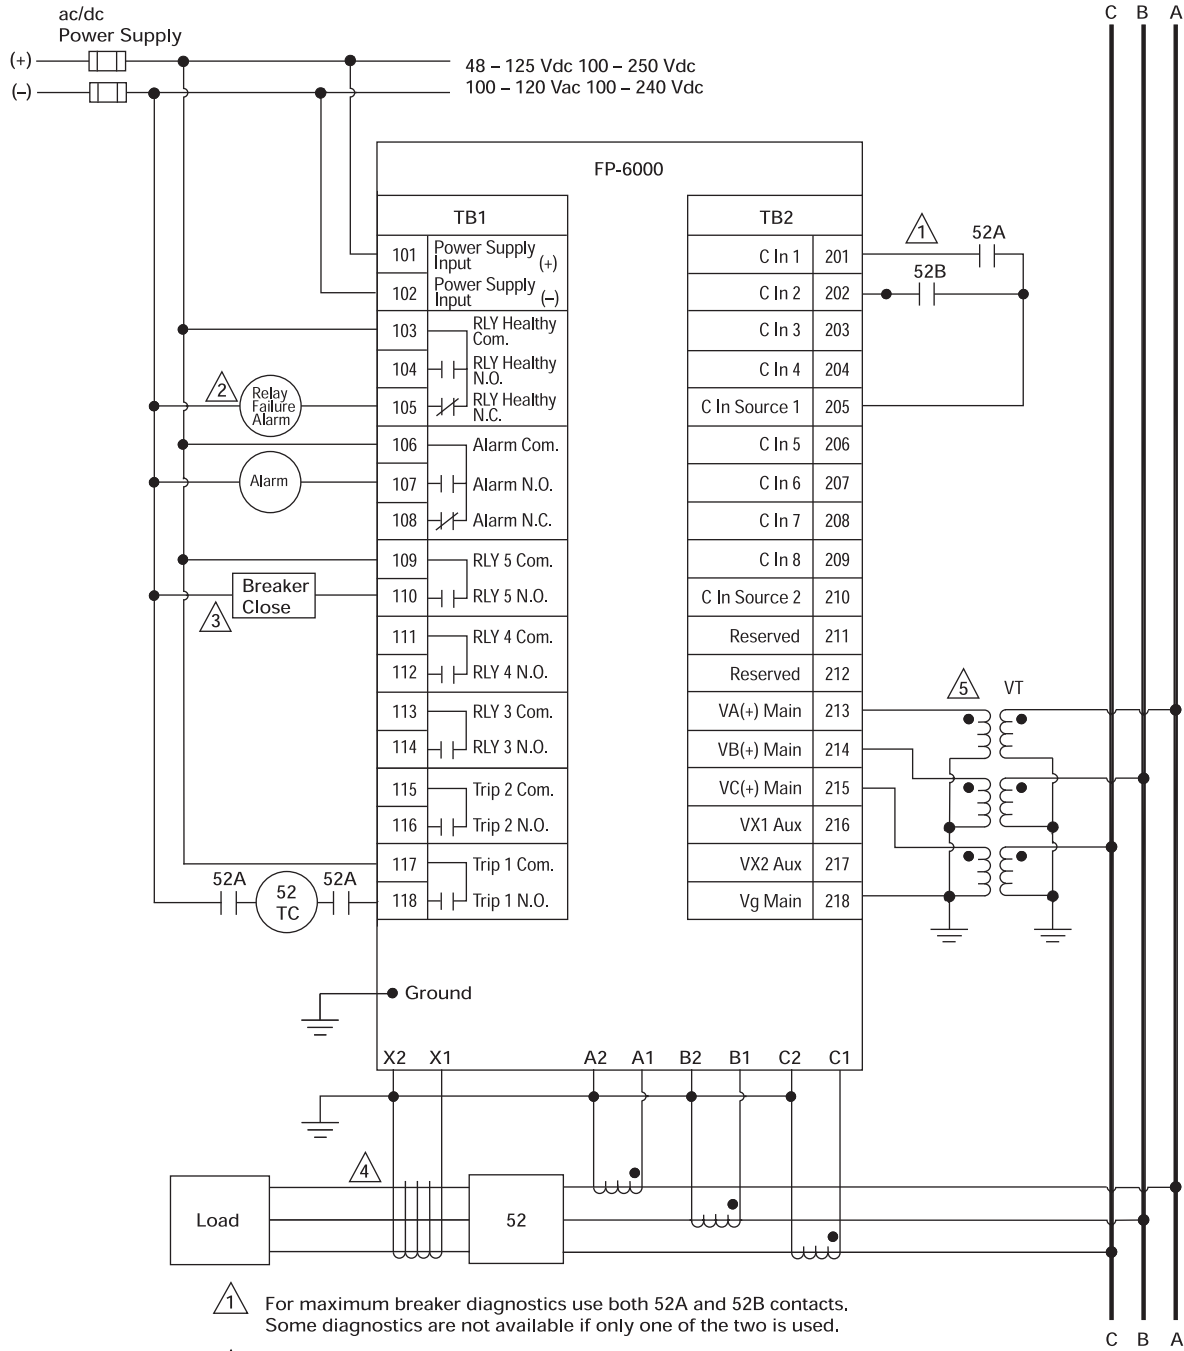 ac/dc
Power Supply
C B A
(+)
48 – 125 Vdc 100 – 250 Vdc
(–)
100 – 120 Vac 100 – 240 Vdc
FP-6000
TB1
101 Power Supply Input (+)
102 Power Supply Input (–)
103 RLY Healthy Com.
104 RLY Healthy N.O.
105 RLY Healthy N.C.
106 Alarm Com.
107 Alarm N.O.
108 Alarm N.C.
109 RLY 5 Com.
110 RLY 5 N.O.
111 RLY 4 Com.
112 RLY 4 N.O.
113 RLY 3 Com.
114 RLY 3 N.O.
115 Trip 2 Com.
116 Trip 2 N.O.
117 Trip 1 Com.
118 Trip 1 N.O.
2
Relay
Failure
Alarm
Alarm
Breaker
Close
3
52A
52
TC
52A
TB2
C In 1 201
C In 2 202
C In 3 203
C In 4 204
C In Source 1 205
C In 5 206
C In 6 207
C In 7 208
C In 8 209
C In Source 2 210
Reserved 211
Reserved 212
VA(+) Main 213
VB(+) Main 214
VC(+) Main 215
VX1 Aux 216
VX2 Aux 217
Vg Main 218
1
52A
52B
5
VT
Ground
X2 X1 A2 A1 B2 B1 C2 C1
4
Load
52
1 For maximum breaker diagnostics use both 52A and 52B contacts.
Some diagnostics are not available if only one of the two is used.
C B A